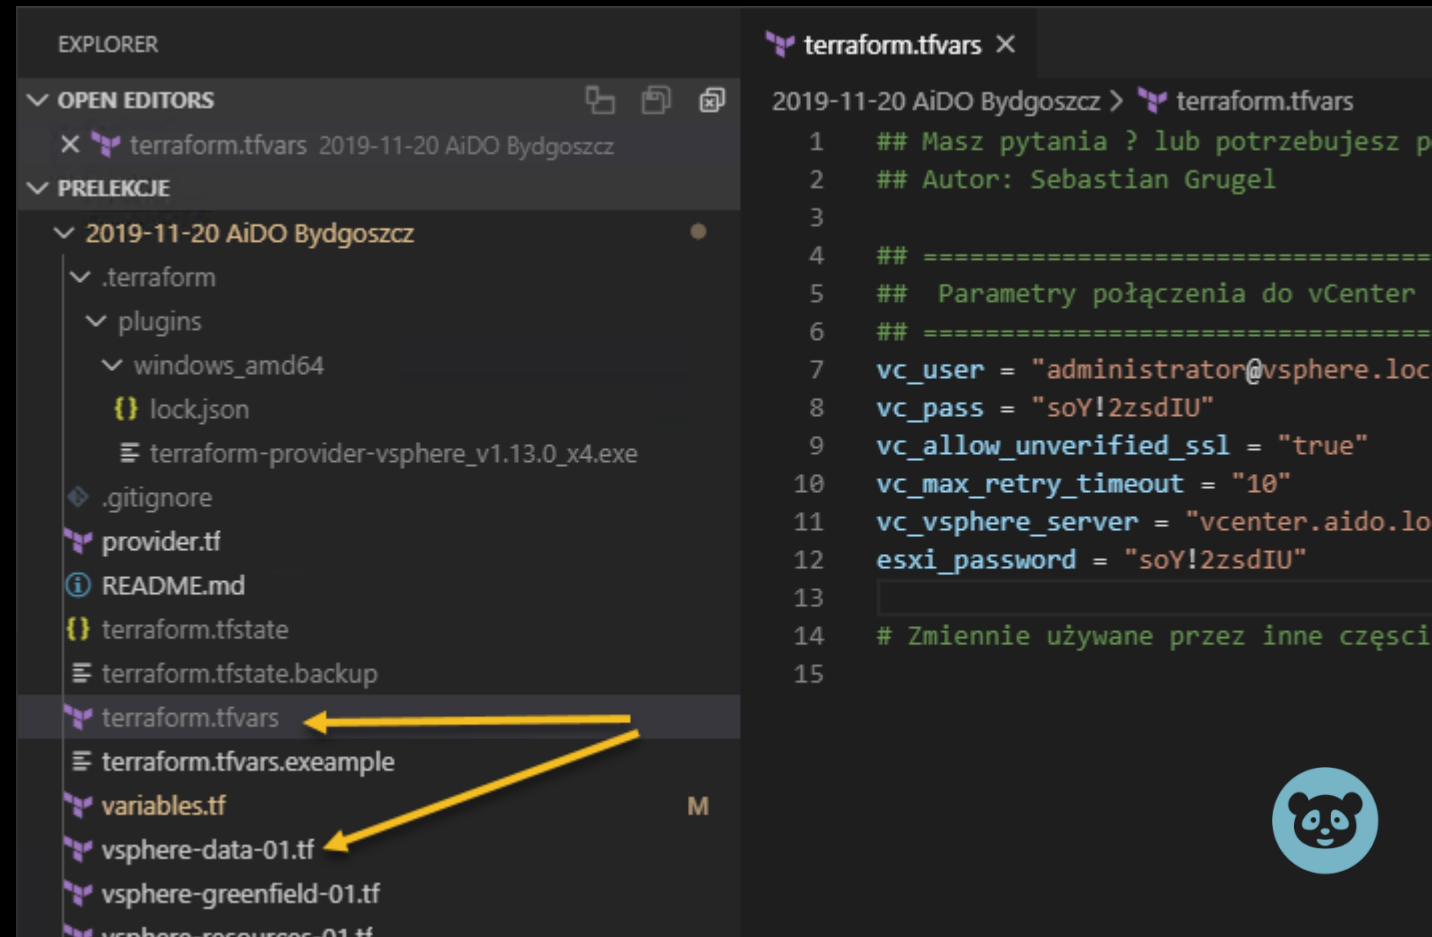 EXPLORER
OPEN EDITORS
terraform.tfvars 2019-11-20 AiDO Bydgoszcz
PRELEKCJE
2019-11-20 AiDO Bydgoszcz
.terraform
plugins
windows_amd64
{} lock.json
terraform-provider-vsphere_v1.13.0_x4.exe
.gitignore
provider.tf
README.md
{} terraform.tfstate
terraform.tfstate.backup
terraform.tfvars
terraform.tfvars.exeample
variables.tf M
vsphere-data-01.tf
vsphere-greenfield-01.tf
vsphere-resources-01.tf
terraform.tfvars
2019-11-20 AiDO Bydgoszcz > terraform.tfvars
1 ## Masz pytania ? lub potrzebujesz
2 ## Autor: Sebastian Grugel
3
4 ## =================================
5 ## Parametry połączenia do vCenter
6 ## =================================
7 vc_user = "administrator@vsphere.loc
8 vc_pass = "soY!2zsdIU"
9 vc_allow_unverified_ssl = "true"
10 vc_max_retry_timeout = "10"
11 vc_vsphere_server = "vcenter.aido.lo
12 esxi_password = "soY!2zsdIU"
13
14 # Zmiennie używane przez inne częsci
15